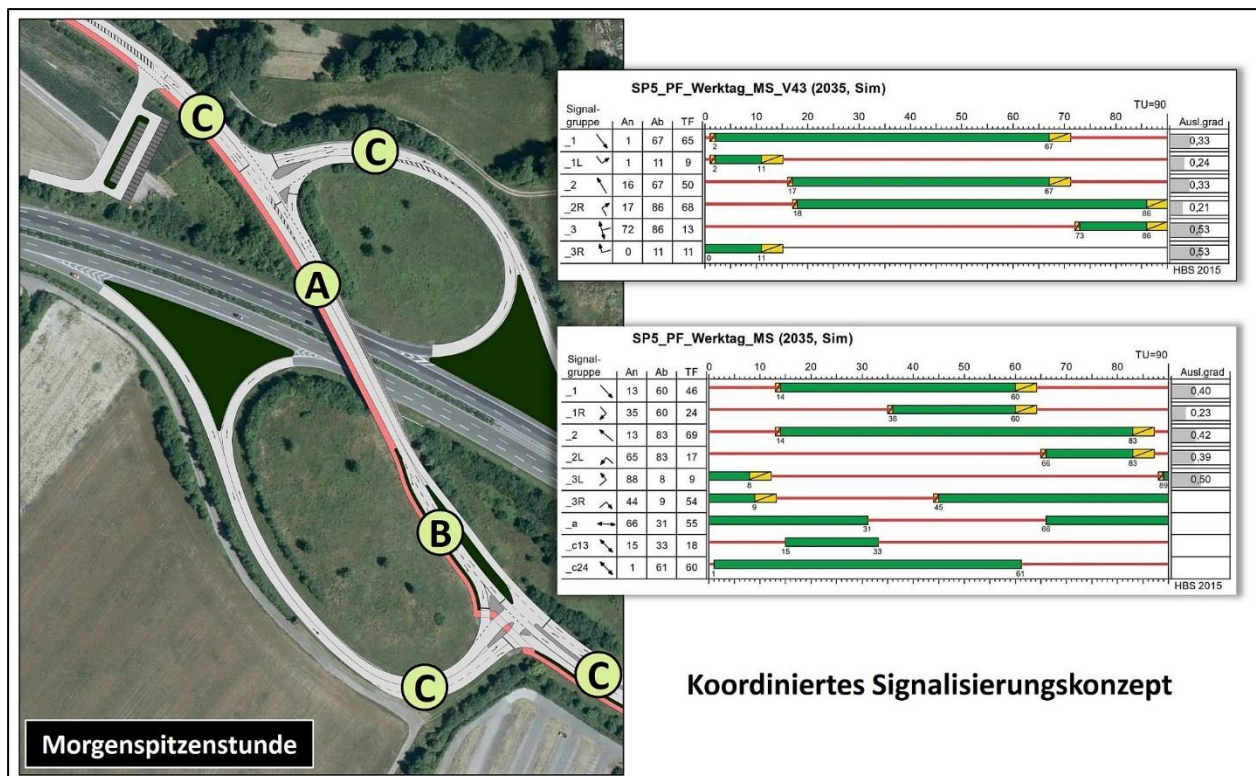 C
C
A
B
C
C
Morgenspitzenstunde
SP5_PF_Werktag_MS_V43 (2035, Sim)
TU=90
Signal-
gruppe An Ab TF 0 10 20 30 40 50 60 70 80 Ausl.grad
_1 1 67 65 2 67 0,33
_1L 1 11 9 2 11 0,24
_2 16 67 50 17 67 0,33
_2R 17 86 68 18 86 0,21
_3 72 86 13 73 86 0,53
_3R 0 11 11 0 11 0,53
HBS 2015
SP5_PF_Werktag_MS (2035, Sim)
TU=90
Signal-
gruppe An Ab TF 0 10 20 30 40 50 60 70 80 Ausl.grad
_1 13 60 46 14 60 0,40
_1R 35 60 24 36 60 0,23
_2 13 83 69 14 83 0,42
_2L 65 83 17 66 83 0,39
_3L 88 8 9 8 89 0,50
_3R 44 9 54 9 45
_a 66 31 55 31 66
_c13 15 33 18 15 33
_c24 1 61 60 1 61
HBS 2015
Koordiniertes Signalisierungskonzept